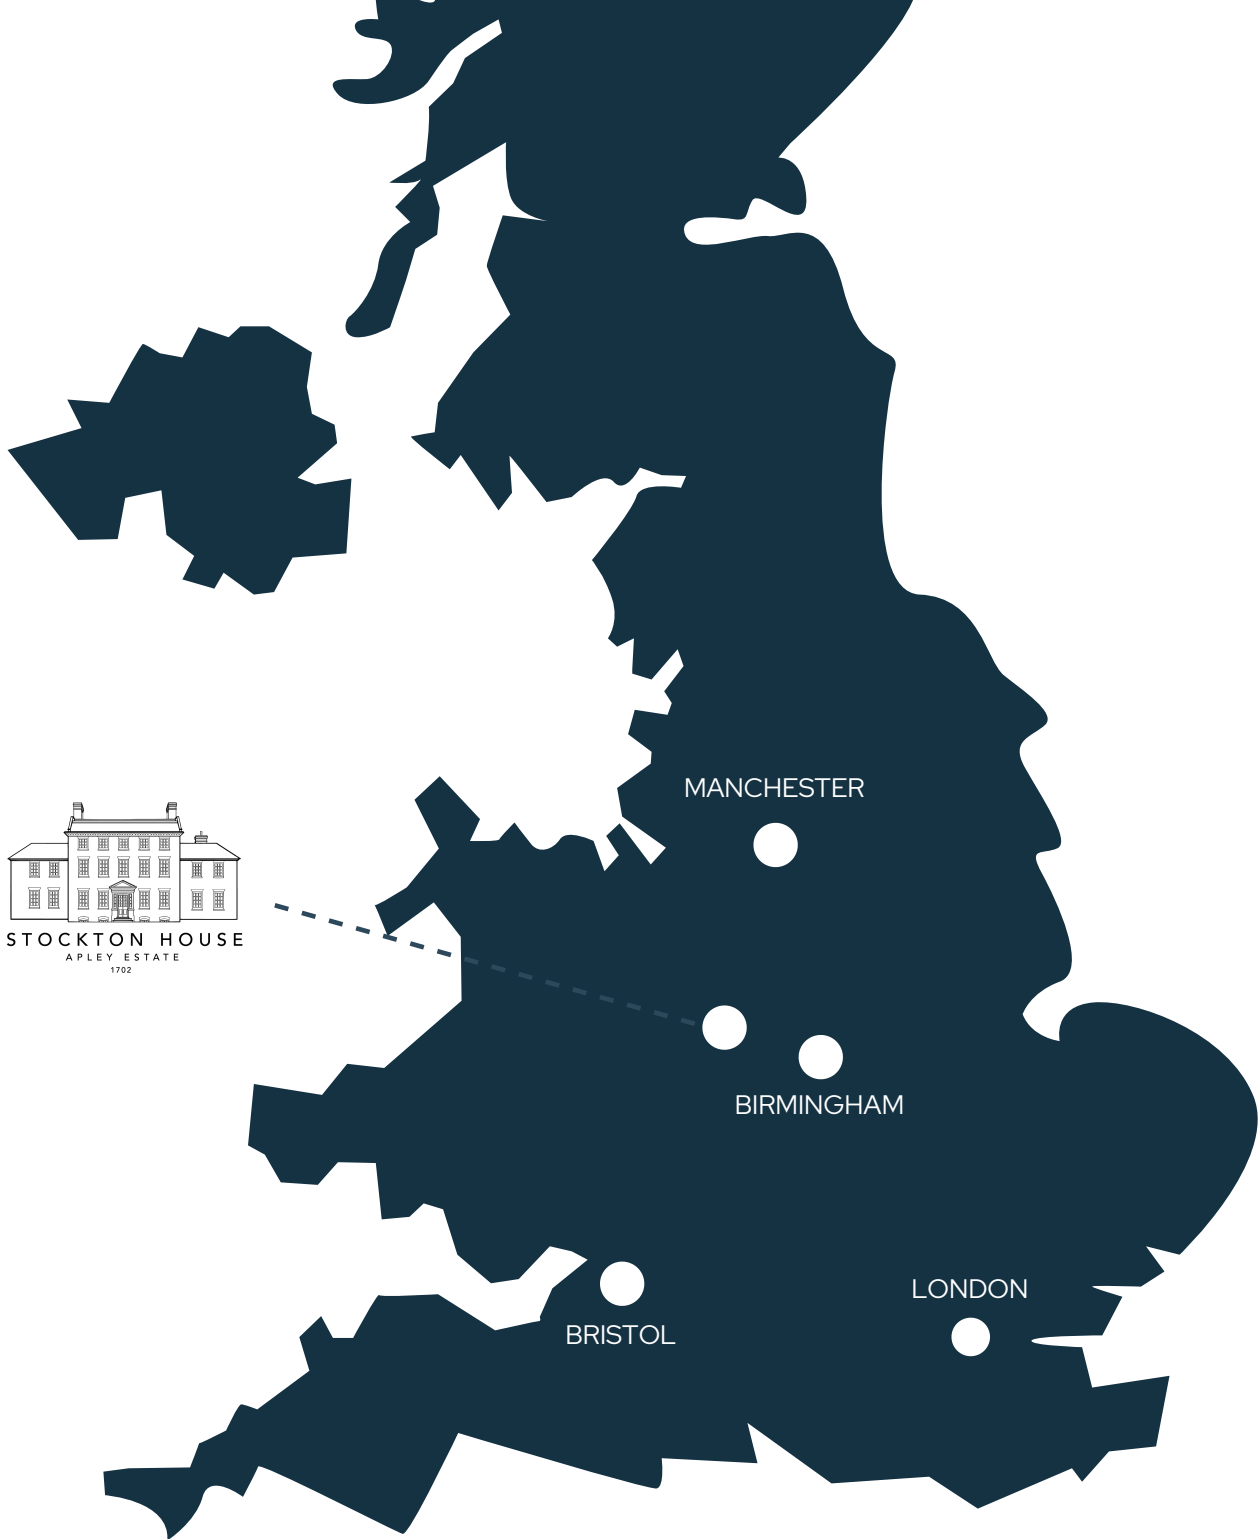 MANCHESTER
STOCKTON HOUSE
APLEY ESTATE
1702
BIRMINGHAM
LONDON
BRISTOL